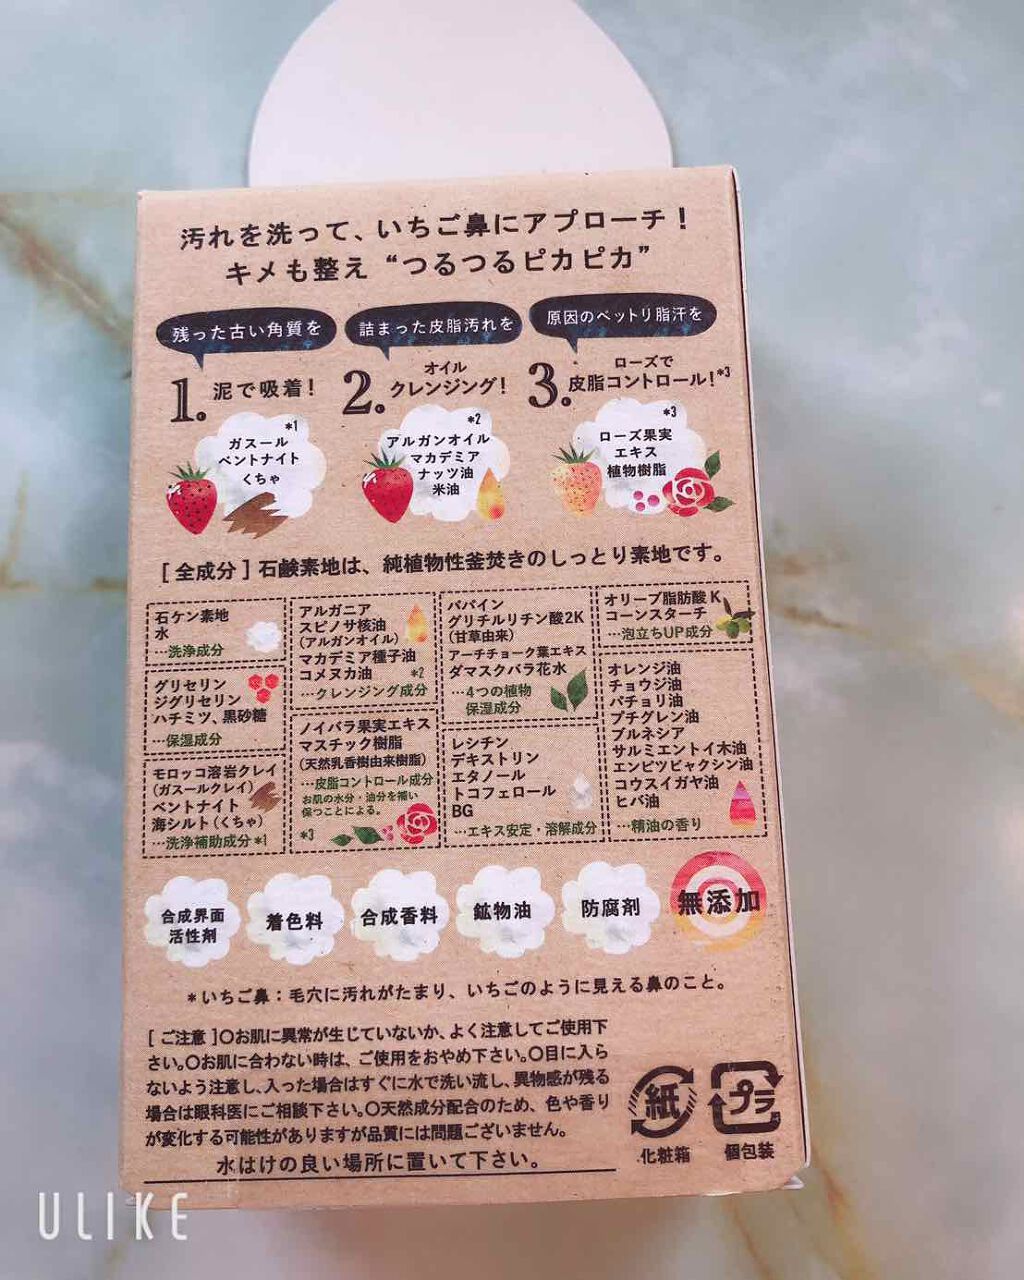 汚れを洗って、いちご鼻にアプローチ！
キメも整え“つるつるピカピカ”
残った古い角質を
1. 泥で吸着！
*1
ガスール
ベントナイト
くちゃ
詰まった皮脂汚れを
2. オイル
クレンジング！
*2
アルガンオイル
マカデミア
ナッツ油
米油
原因のベットリ脂汗を
3. ローズで
皮脂コントロール！*3
*3
ローズ果実
エキス
植物樹脂
[全成分]石鹸素地は、純植物性釜焚きのしっとり素地です。
石ケン素地
水
…洗浄成分
グリセリン
ジグリセリン
ハチミツ、黒砂糖
…保湿成分
モロッコ溶岩クレイ
(ガスールクレイ)
ベントナイト
海シルト(くちゃ)
…洗浄補助成分*1
アルガニア
スピノサ核油
(アルガンオイル)
マカデミア種子油
コメヌカ油 *2
…クレンジング成分
ノイバラ果実エキス
マスチック樹脂
(天然乳香樹由来樹脂)
…皮脂コントロール成分
お肌の水分・油分を補い
保つことによる。
*3
パパイン
グリチルリチン酸2K
(甘草由来)
アーチチョーク葉エキス
ダマスクバラ花水
…4つの植物
保湿成分
レシチン
デキストリン
エタノール
トコフェロール
BG
…エキス安定・溶解成分
オリーブ脂肪酸K
コーンスターチ
…泡立ちUP成分
オレンジ油
チョウジ油
パチョリ油
プチグレン油
ブルネシア
サルミエントイ木油
エンピツビャクシン油
コウスイガヤ油
ヒバ油
…精油の香り
合成界面
活性剤
着色料
合成香料
鉱物油
防腐剤
無添加
*いちご鼻：毛穴に汚れがたまり、いちごのように見える鼻のこと。
[ご注意]○お肌に異常が生じていないか、よく注意してご使用下
さい。○お肌に合わない時は、ご使用をおやめ下さい。○目に入ら
ないよう注意し、入った場合はすぐに水で洗い流し、異物感が残る
場合は眼科医にご相談下さい。○天然成分配合のため、色や香り
が変化する可能性がありますが品質には問題ございません。
水はけの良い場所に置いて下さい。
紙
化粧箱
プラ
個包装
ULIKE